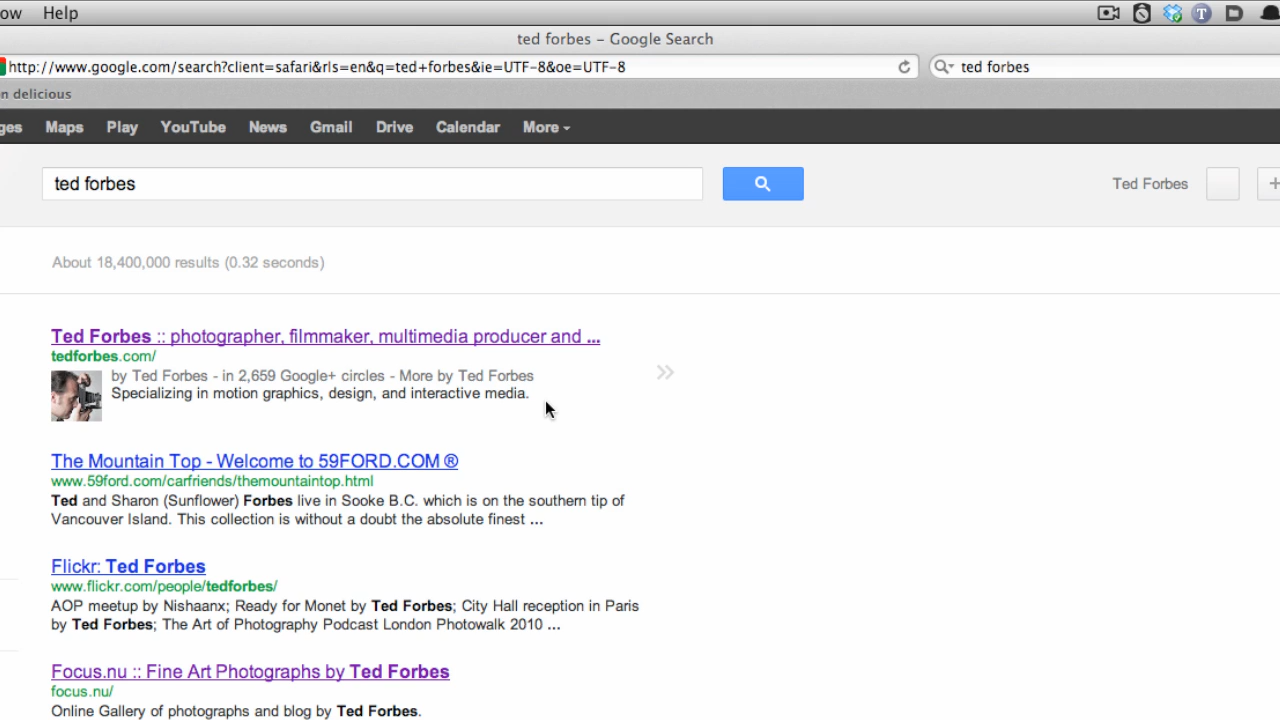 ow Help
ted forbes – Google Search
http://www.google.com/search?client=safari&rls=en&q=ted+forbes&ie=UTF-8&oe=UTF-8 ted forbes
n delicious
ges Maps Play YouTube News Gmail Drive Calendar More
ted forbes Ted Forbes +
About 18,400,000 results (0.32 seconds)
Ted Forbes :: photographer, filmmaker, multimedia producer and ...
tedforbes.com/
by Ted Forbes - in 2,659 Google+ circles - More by Ted Forbes
Specializing in motion graphics, design, and interactive media.
The Mountain Top - Welcome to 59FORD.COM ®
www.59ford.com/carfriends/themountaintop.html
Ted and Sharon (Sunflower) Forbes live in Sooke B.C. which is on the southern tip of
Vancouver Island. This collection is without a doubt the absolute finest ...
Flickr: Ted Forbes
www.flickr.com/people/tedforbes/
AOP meetup by Nishaanx; Ready for Monet by Ted Forbes; City Hall reception in Paris
by Ted Forbes; The Art of Photography Podcast London Photowalk 2010 ...
Focus.nu :: Fine Art Photographs by Ted Forbes
focus.nu/
Online Gallery of photographs and blog by Ted Forbes.